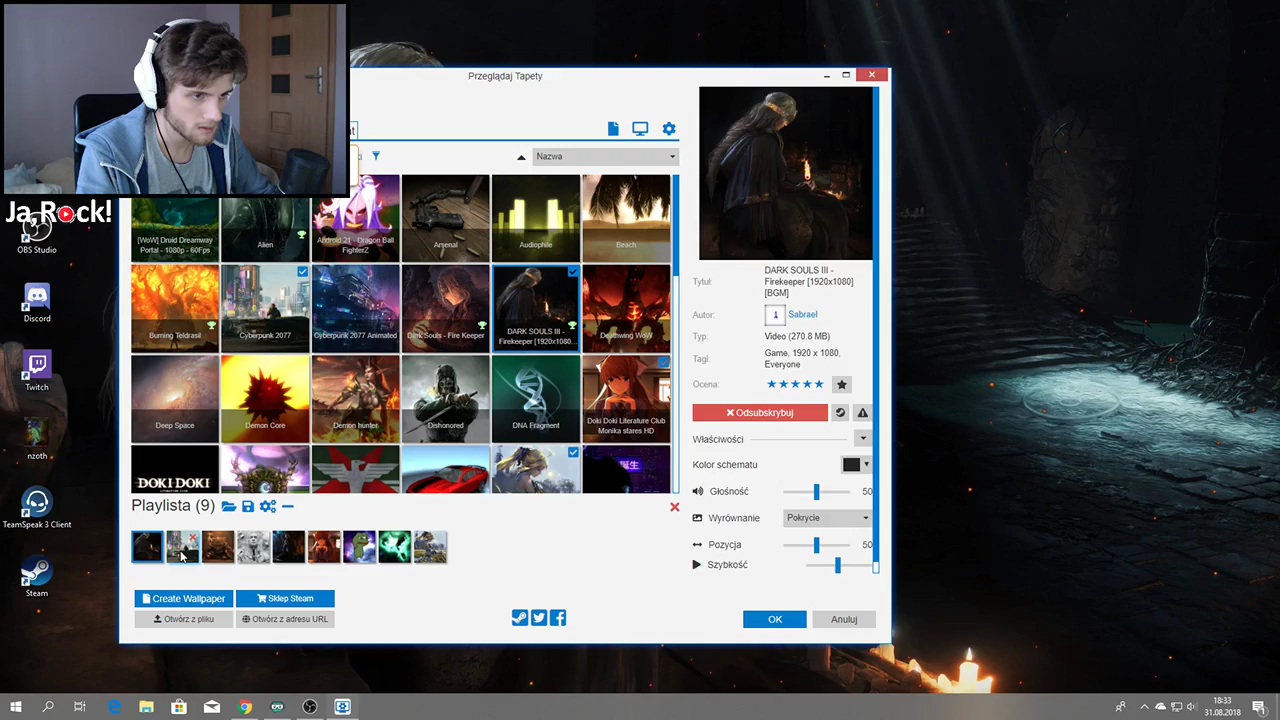 Przeglądaj Tapety
Nazwa
Ja, Rock!
OBS Studio
Discord
Twitch
nzoth
TeamSpeak 3 Client
Steam
[WoW] Druid Dreamway
Portal - 1080p - 60Fps
Alien
Android 21 - Dragon Ball
FighterZ
Arsenal
Audiophile
Beach
Burning Teldrasil
Cyberpunk 2077
Cyberpunk 2077 Animated
Dark Souls - Fire Keeper
DARK SOULS III -
Firekeeper [1920x1080...
Deathwing WoW
Deep Space
Demon Core
Demon hunter
Dishonored
DNA Fragment
Doki Doki Literature Club
Monika stares HD
DOKI DOKI
Playlista (9)
Create Wallpaper
Sklep Steam
Otwórz z pliku
Otwórz z adresu URL
Tytuł:
DARK SOULS III -
Firekeeper [1920x1080]
[BGM]
Autor:
1
Sabrael
Typ:
Video (270.8 MB)
Tagi:
Game, 1920 x 1080,
Everyone
Ocena:
Odsubskrybuj
Właściwości
Kolor schematu
Głośność
50
Wyrównanie
Pokrycie
Pozycja
50
Szybkość
OK
Anuluj
18:33
31.08.2018